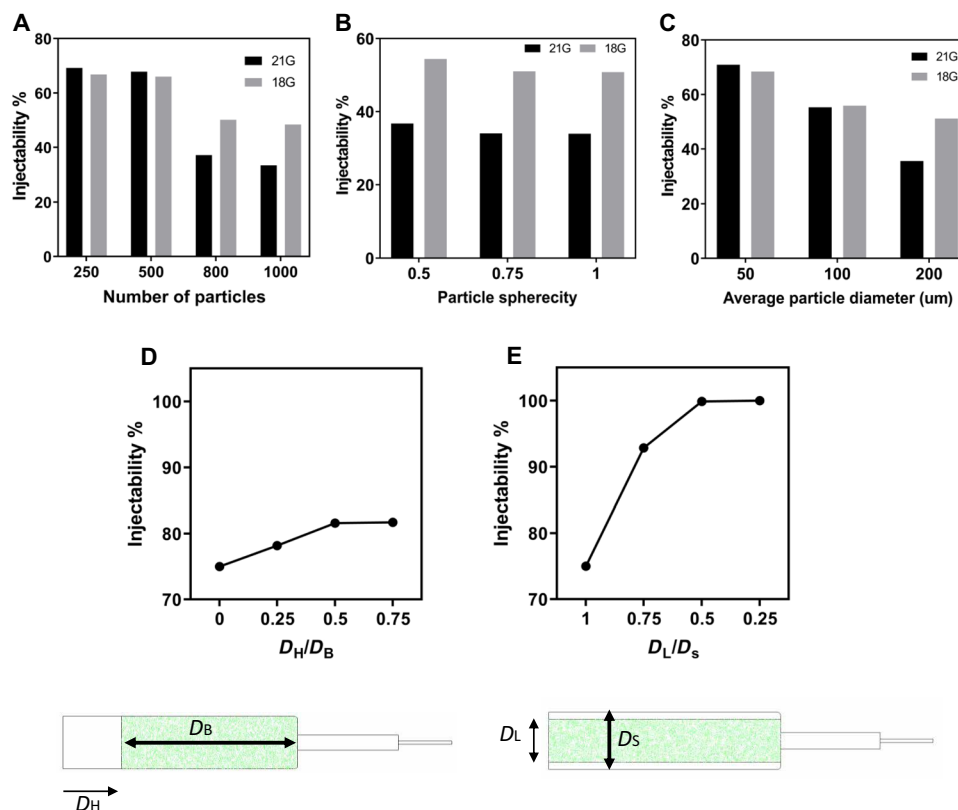 A
80
60
40
20
0
Injectability %
21G
18G
250 500 800 1000
Number of particles
B
60
40
20
0
Injectability %
21G 18G
0.5 0.75 1
Particle spherecity
C
80
60
40
20
0
Injectability %
21G
18G
50 100 200
Average particle diameter (um)
D
100
90
80
70
Injectability %
0 0.25 0.5 0.75
DH/DB
E
100
90
80
70
Injectability %
1 0.75 0.5 0.25
DL/Ds
DB
DH
DL
DS